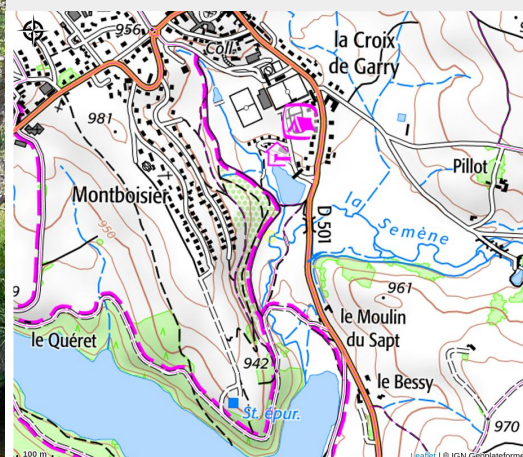 956
Coll.
la Croix
de Garry
981
Pillot
Montboisier
950
D 501
la Semène
961
le Moulin
du Sapt
le Quéret
942
le Bessy
St. épur.
970
100 m
Leaflet | © IGN Geoplateforme